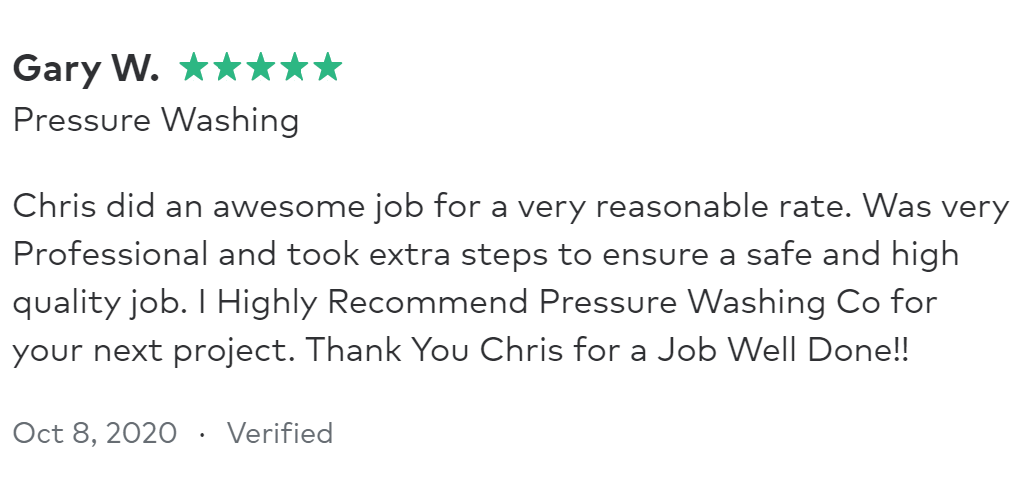 Gary W.
Pressure Washing
Chris did an awesome job for a very reasonable rate. Was very
Professional and took extra steps to ensure a safe and high
quality job. I Highly Recommend Pressure Washing Co for
your next project. Thank You Chris for a Job Well Done!!
Oct 8, 2020 · Verified